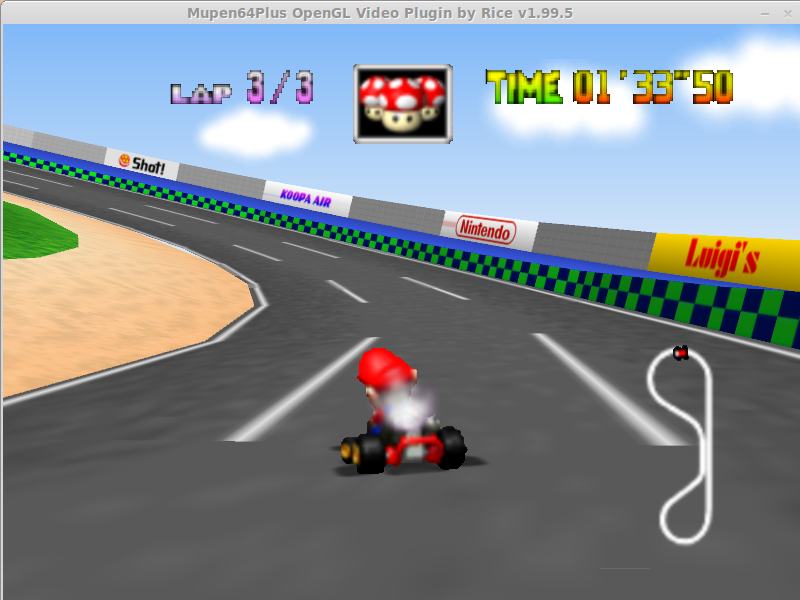 Mupen64Plus OpenGL Video Plugin by Rice v1.99.5
LAP 3/3
TIME 01'33"50
Shot!
KOOPA AIR
Nintendo
Luigi's